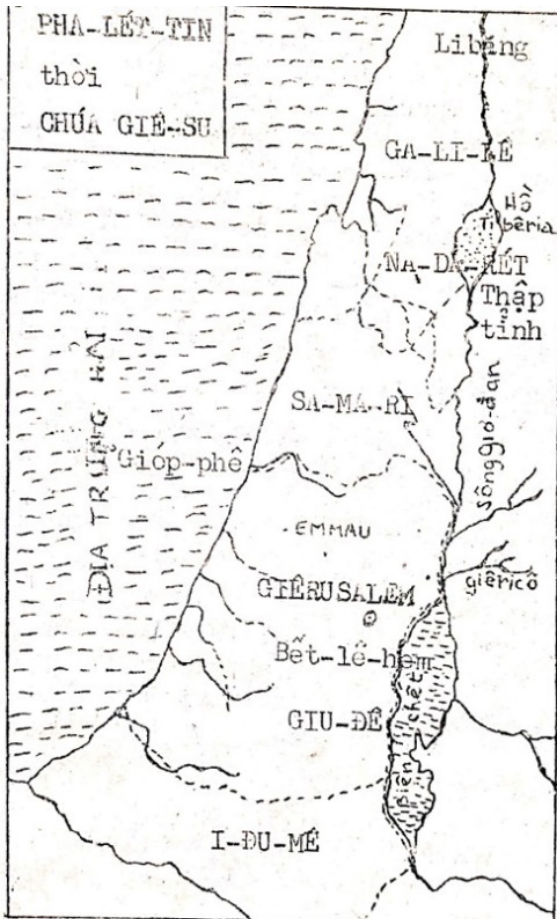 PHA-LÉT-TIN
thời
CHÚA GIÊ-SU
Libăng
GA-LI-LÊ
Hồ
Tibêria
NA-DA-RÉT
Thập
tỉnh
SA-MA-RI
Sông Gió-đan
ĐỊA TRUNG HẢI
Gióp-phê
EMMAU
giêricô
GIÊRUSALEM
Bết-lê-hem
GIU-ĐÊ
Biển chết
I-ĐU-MÊ